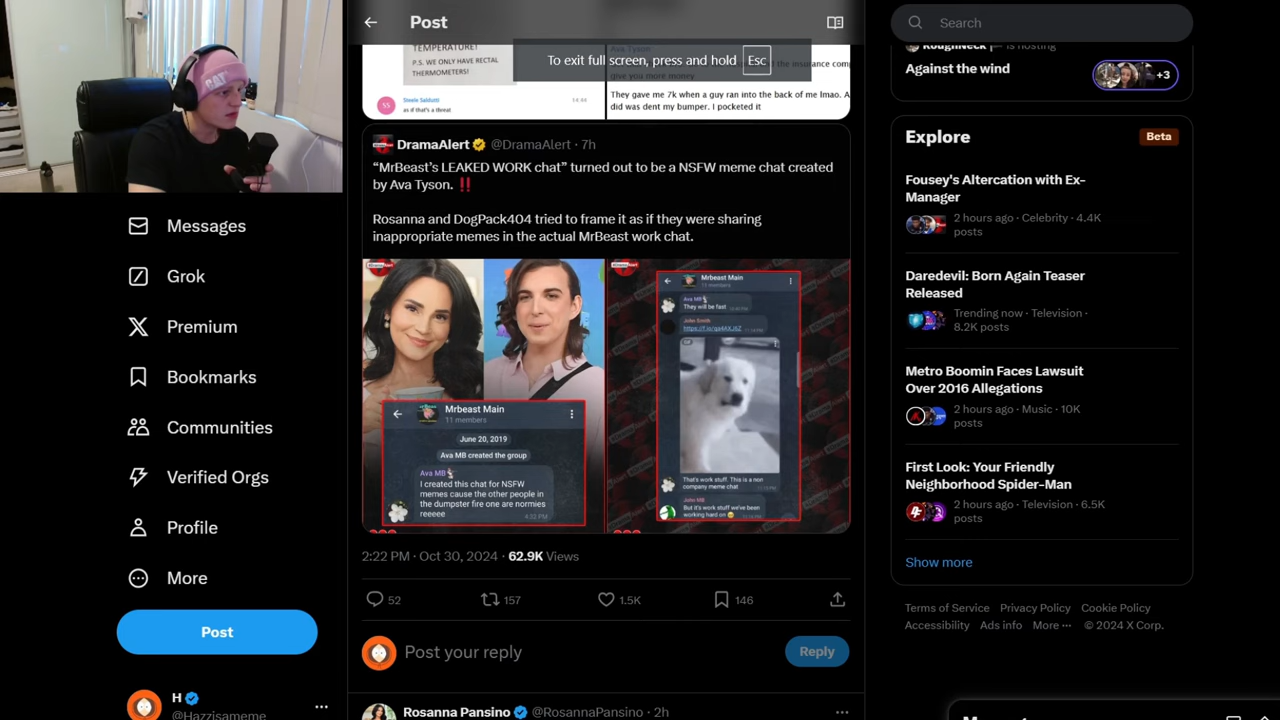 Post
To exit full screen, press and hold Esc
TEMPERATURE!
P.S. WE ONLY HAVE RECTAL
THERMOMETERS!
SS
Steele Saldutti
as if that's a threat
give you more money
They gave me 7k when a guy ran into the back of me lmao. A
did was dent my bumper. I pocketed it
DramaAlert @DramaAlert · 7h
“MrBeast’s LEAKED WORK chat” turned out to be a NSFW meme chat created
by Ava Tyson. ‼️
Rosanna and DogPack404 tried to frame it as if they were sharing
inappropriate memes in the actual MrBeast work chat.
Mrbeast Main
11 members
June 20, 2019
Ava MB created the group
Ava MB
I created this chat for NSFW
memes cause the other people in
the dumpster fire one are normies
reeeee
4:32 PM
Mrbeast Main
11 members
Ava MB
They will be fast
John Smith
GIF
That's work stuff. This is a non
company meme chat
John MB
But it's work stuff we've been
working hard on 🥺
2:22 PM · Oct 30, 2024 · 62.9K Views
52
157
1.5K
146
Post your reply
Reply
Rosanna Pansino @RosannaPansino · 2h
Messages
Grok
Premium
Bookmarks
Communities
Verified Orgs
Profile
More
Post
H
@Hazzisameme
Search
RoughNeck is hosting
Against the wind
+3
Explore
Beta
Fousey's Altercation with Ex-
Manager
2 hours ago · Celebrity · 4.4K
posts
Daredevil: Born Again Teaser
Released
Trending now · Television ·
8.2K posts
Metro Boomin Faces Lawsuit
Over 2016 Allegations
2 hours ago · Music · 10K
posts
First Look: Your Friendly
Neighborhood Spider-Man
2 hours ago · Television · 6.5K
posts
Show more
Terms of Service Privacy Policy Cookie Policy
Accessibility Ads info More ··· © 2024 X Corp.